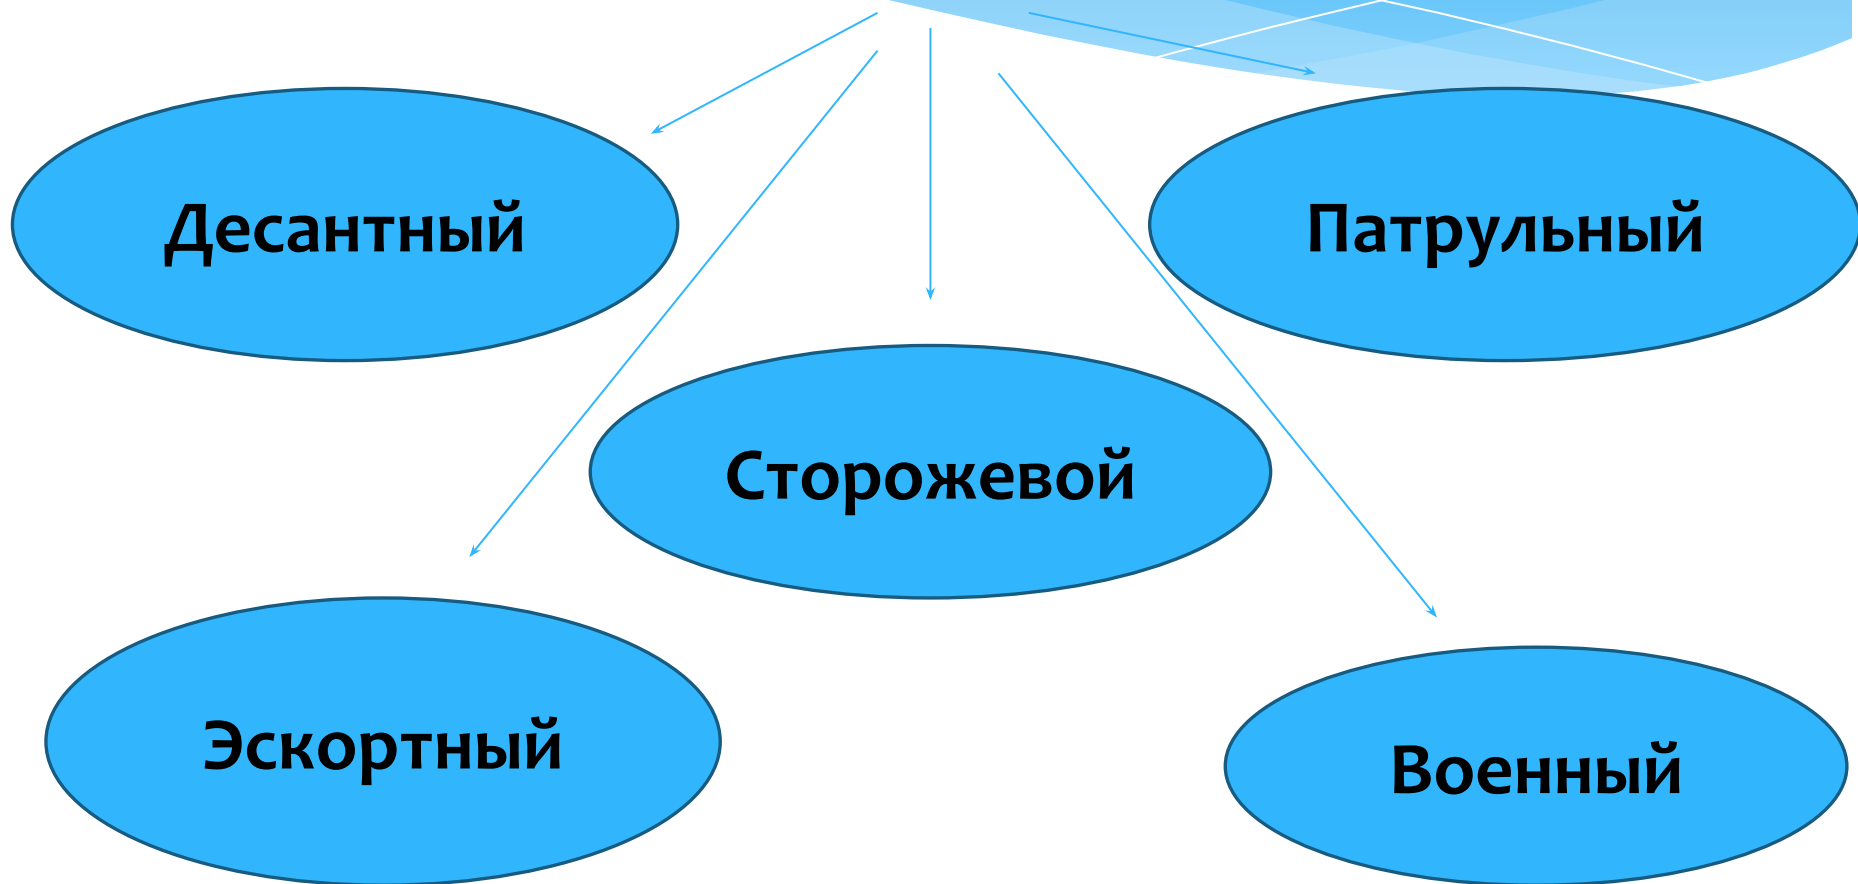 Десантный
Патрульный
Сторожевой
Эскортный
Военный